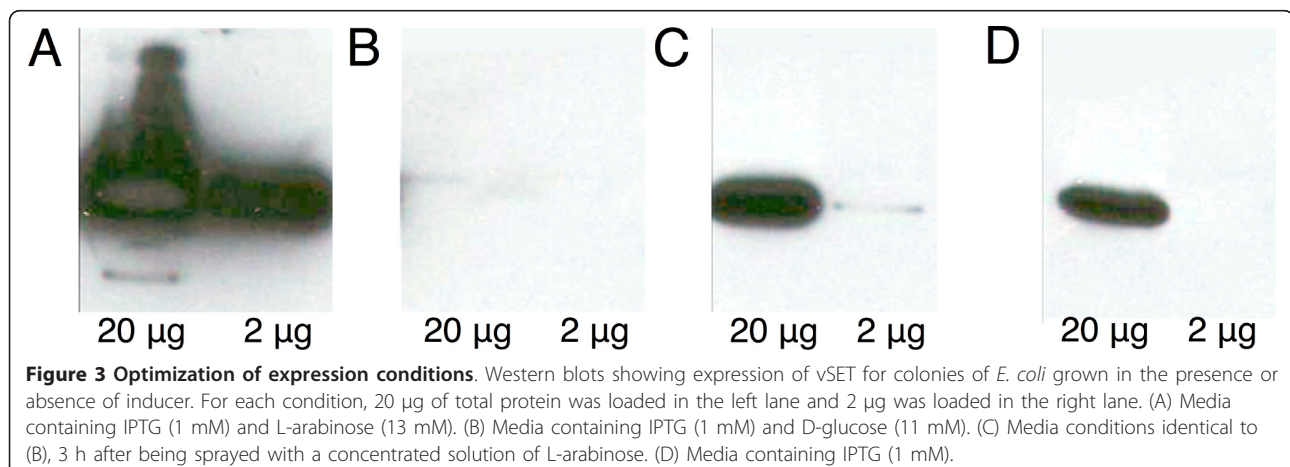 A B C D
20 µg 2 µg 20 µg 2 µg 20 µg 2 µg 20 µg 2 µg
Figure 3 Optimization of expression conditions. Western blots showing expression of vSET for colonies of E. coli grown in the presence or
absence of inducer. For each condition, 20 µg of total protein was loaded in the left lane and 2 µg was loaded in the right lane. (A) Media
containing IPTG (1 mM) and L-arabinose (13 mM). (B) Media containing IPTG (1 mM) and D-glucose (11 mM). (C) Media conditions identical to
(B), 3 h after being sprayed with a concentrated solution of L-arabinose. (D) Media containing IPTG (1 mM).